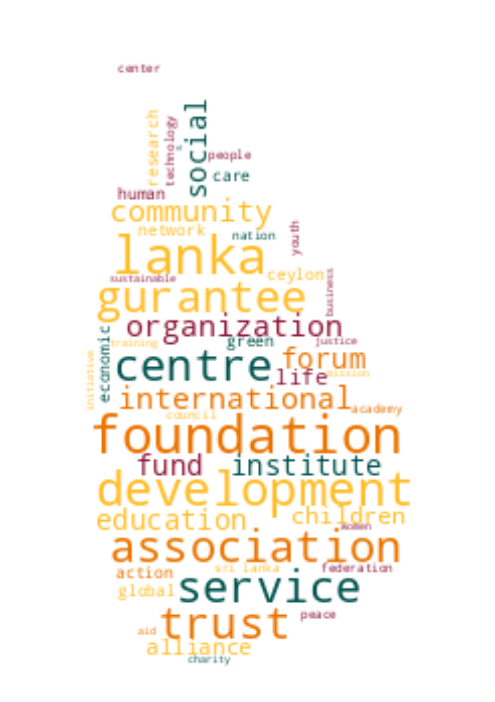 center
research
technology
social
people
care
human
community
network
nation
youth
lanka
sustainable
ceylon
business
gurantee
organization
economic
training
green
justice
centre
forum
initiative
life
mission
international
council
academy
foundation
fund
institute
development
education
children
women
association
action
sri lanka
federation
global
service
trust
peace
aid
alliance
charity